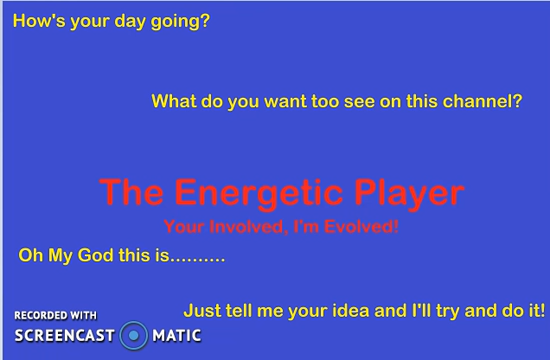 How's your day going?
What do you want too see on this channel?
The Energetic Player
Your Involved, I'm Evolved!
Oh My God this is..........
Just tell me your idea and I'll try and do it!
RECORDED WITH
SCREENCAST MATIC